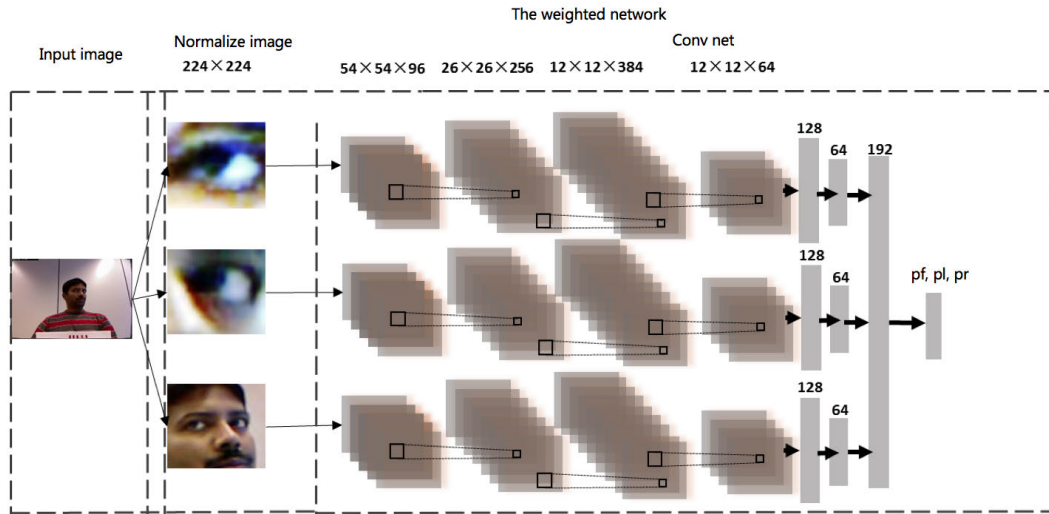 The weighted network
Input image
Normalize image
Conv net
224×224
54×54×96
26×26×256
12×12×384
12×12×64
128
64
192
128
64
pf, pl, pr
128
64